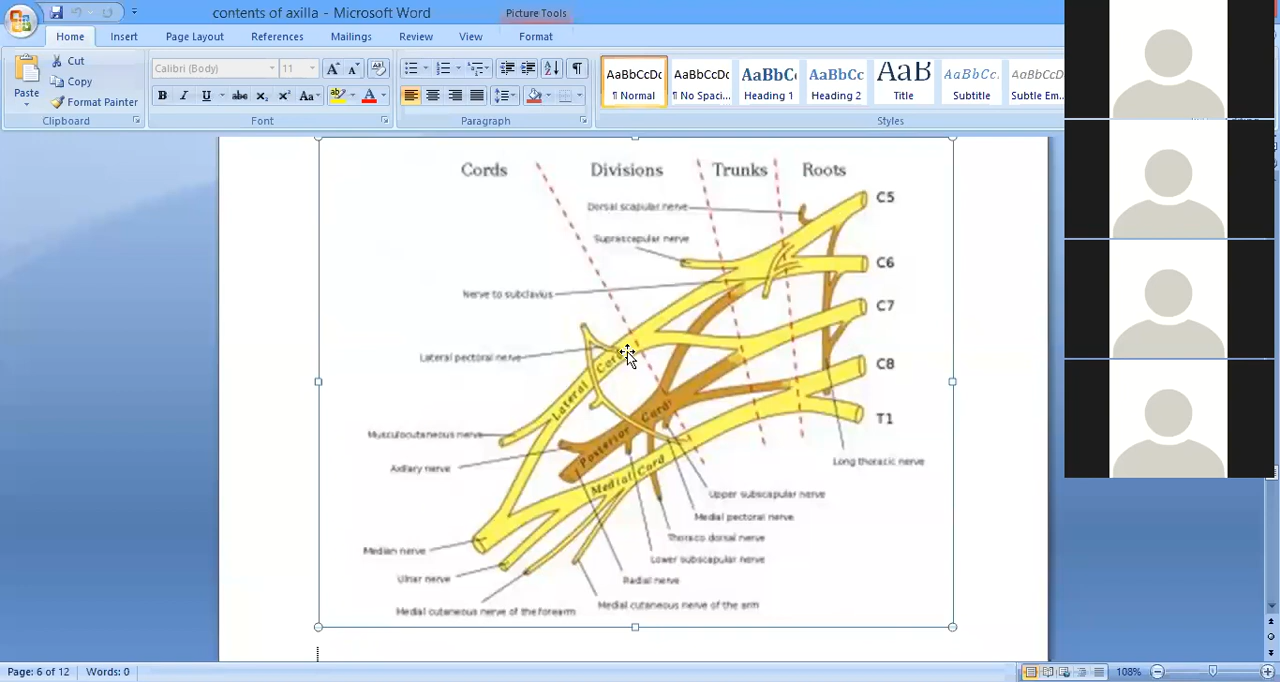 contents of axilla - Microsoft Word
Picture Tools
Home Insert Page Layout References Mailings Review View Format
Paste
Cut
Copy
Format Painter
Clipboard
Calibri (Body) 11
Font
Paragraph
AaBbCcDc AaBbCcDc AaBbC AaBbCc AaB AaBbCc. AaBbCcD
¶ Normal ¶ No Spaci... Heading 1 Heading 2 Title Subtitle Subtle Em...
Styles
Cords Divisions Trunks Roots
C5
Dorsal scapular nerve
Suprascapular nerve
C6
Nerve to subclavius
C7
Lateral pectoral nerve
C8
Lateral Cord
Posterior Cord
T1
Musculocutaneous nerve
Long thoracic nerve
Axillary nerve
Medial Cord
Upper subscapular nerve
Medial pectoral nerve
Thoraco dorsal nerve
Median nerve
Lower subscapular nerve
Ulnar nerve
Radial nerve
Medial cutaneous nerve of the forearm
Medial cutaneous nerve of the arm
Page: 6 of 12 Words: 0 108%